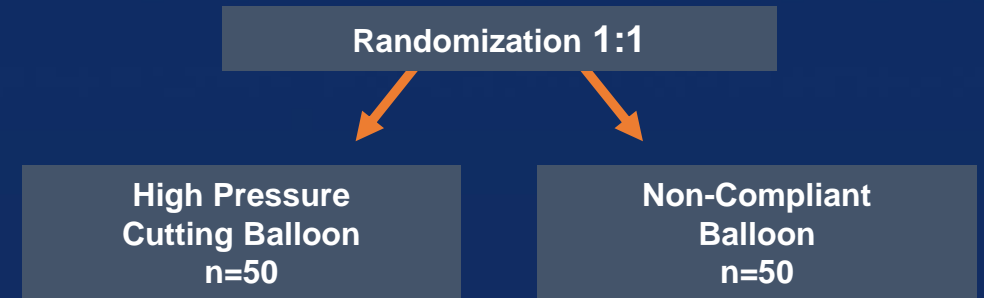 Randomization 1:1
High Pressure
Cutting Balloon
n=50
Non-Compliant
Balloon
n=50